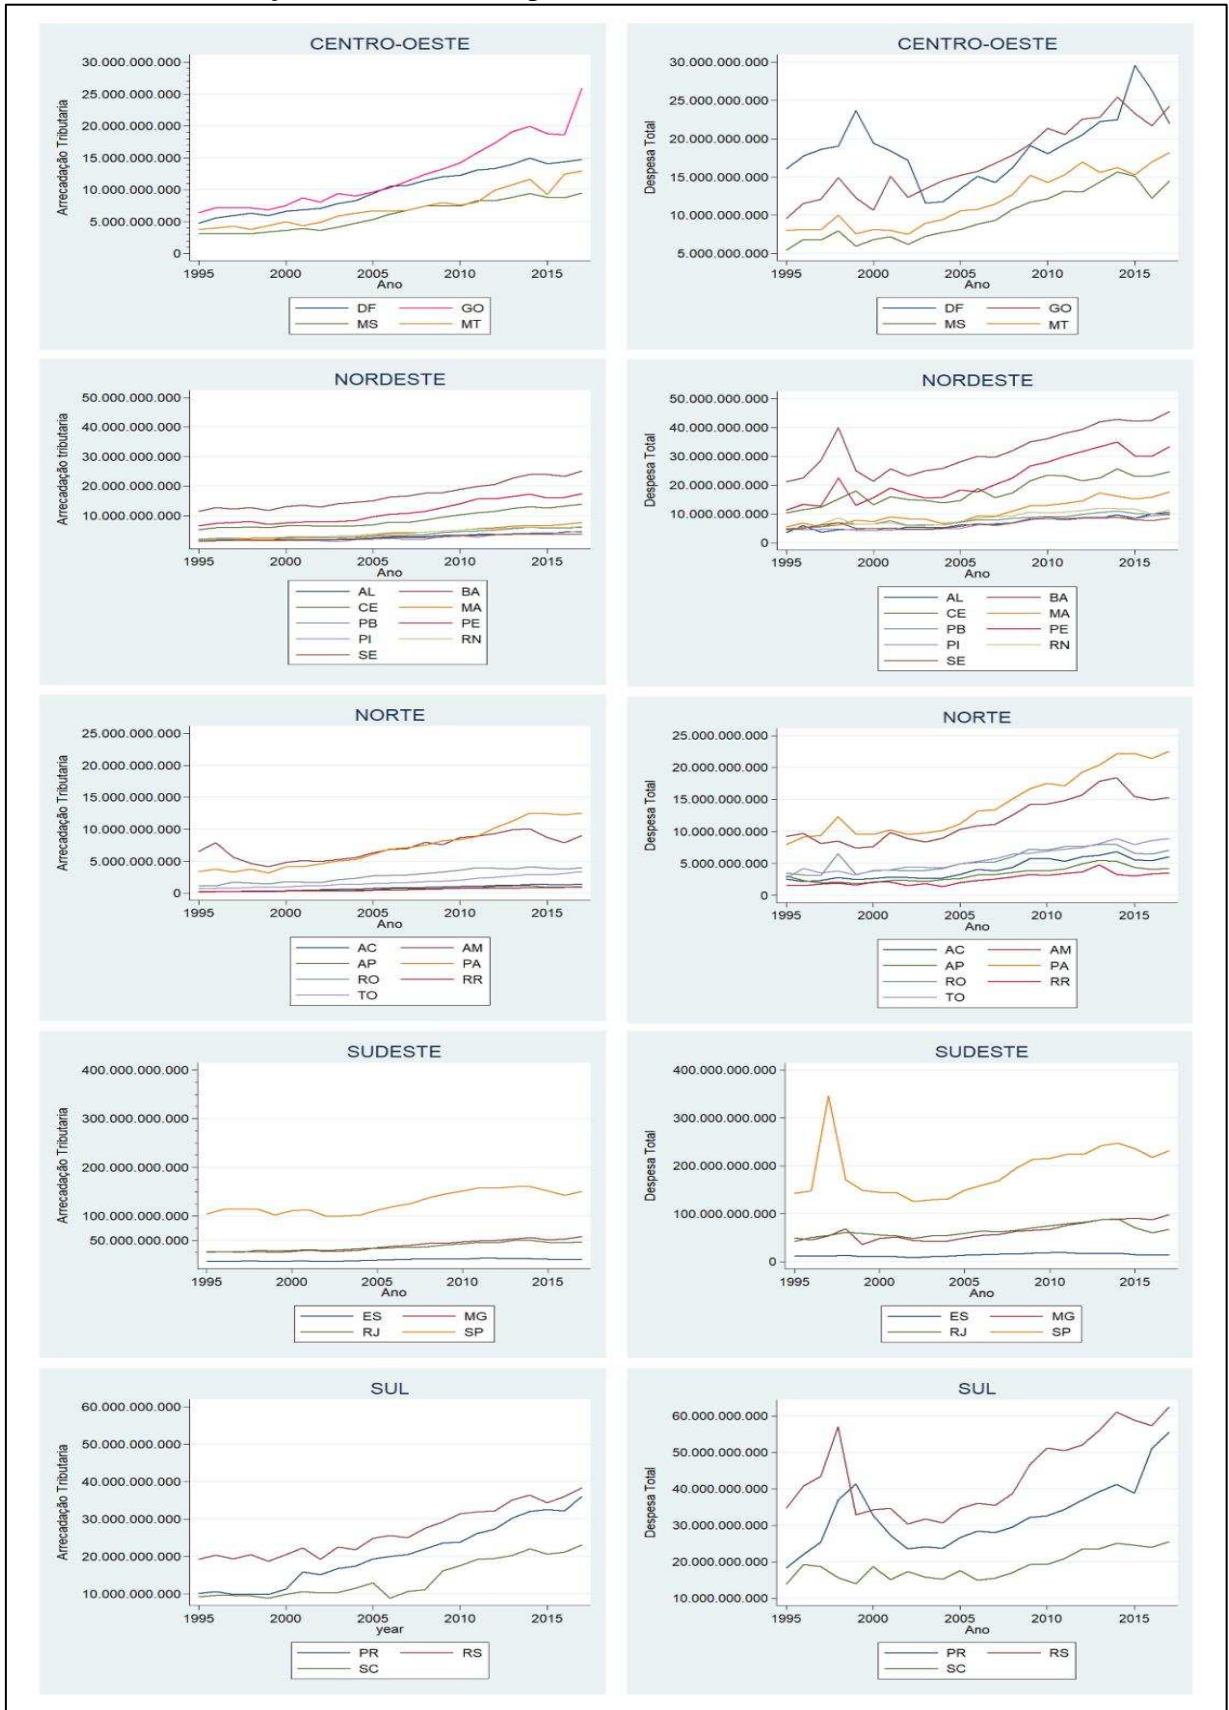 CENTRO-OESTE
Arrecadação Tributaria
30.000.000.000
25.000.000.000
20.000.000.000
15.000.000.000
10.000.000.000
5.000.000.000
0
1995 2000 2005 2010 2015
Ano
DF GO
MS MT
CENTRO-OESTE
Despesa Total
30.000.000.000
25.000.000.000
20.000.000.000
15.000.000.000
10.000.000.000
5.000.000.000
1995 2000 2005 2010 2015
Ano
DF GO
MS MT
NORDESTE
Arrecadação tributaria
50.000.000.000
40.000.000.000
30.000.000.000
20.000.000.000
10.000.000.000
1995 2000 2005 2010 2015
Ano
AL BA
CE MA
PB PE
PI RN
SE
NORDESTE
Despesa Total
50.000.000.000
40.000.000.000
30.000.000.000
20.000.000.000
10.000.000.000
0
1995 2000 2005 2010 2015
Ano
AL BA
CE MA
PB PE
PI RN
SE
NORTE
Arrecadação Tributaria
25.000.000.000
20.000.000.000
15.000.000.000
10.000.000.000
5.000.000.000
0
1995 2000 2005 2010 2015
Ano
AC AM
AP PA
RO RR
TO
NORTE
Despesa Total
25.000.000.000
20.000.000.000
15.000.000.000
10.000.000.000
5.000.000.000
0
1995 2000 2005 2010 2015
Ano
AC AM
AP PA
RO RR
TO
SUDESTE
Arrecadação Tributaria
400.000.000.000
300.000.000.000
200.000.000.000
100.000.000.000
50.000.000.000
1995 2000 2005 2010 2015
Ano
ES MG
RJ SP
SUDESTE
Despesa Total
400.000.000.000
300.000.000.000
200.000.000.000
100.000.000.000
0
1995 2000 2005 2010 2015
Ano
ES MG
RJ SP
SUL
Arrecadação Tributaria
60.000.000.000
50.000.000.000
40.000.000.000
30.000.000.000
20.000.000.000
10.000.000.000
1995 2000 2005 2010 2015
year
PR RS
SC
SUL
Despesa Total
60.000.000.000
50.000.000.000
40.000.000.000
30.000.000.000
20.000.000.000
10.000.000.000
1995 2000 2005 2010 2015
Ano
PR RS
SC